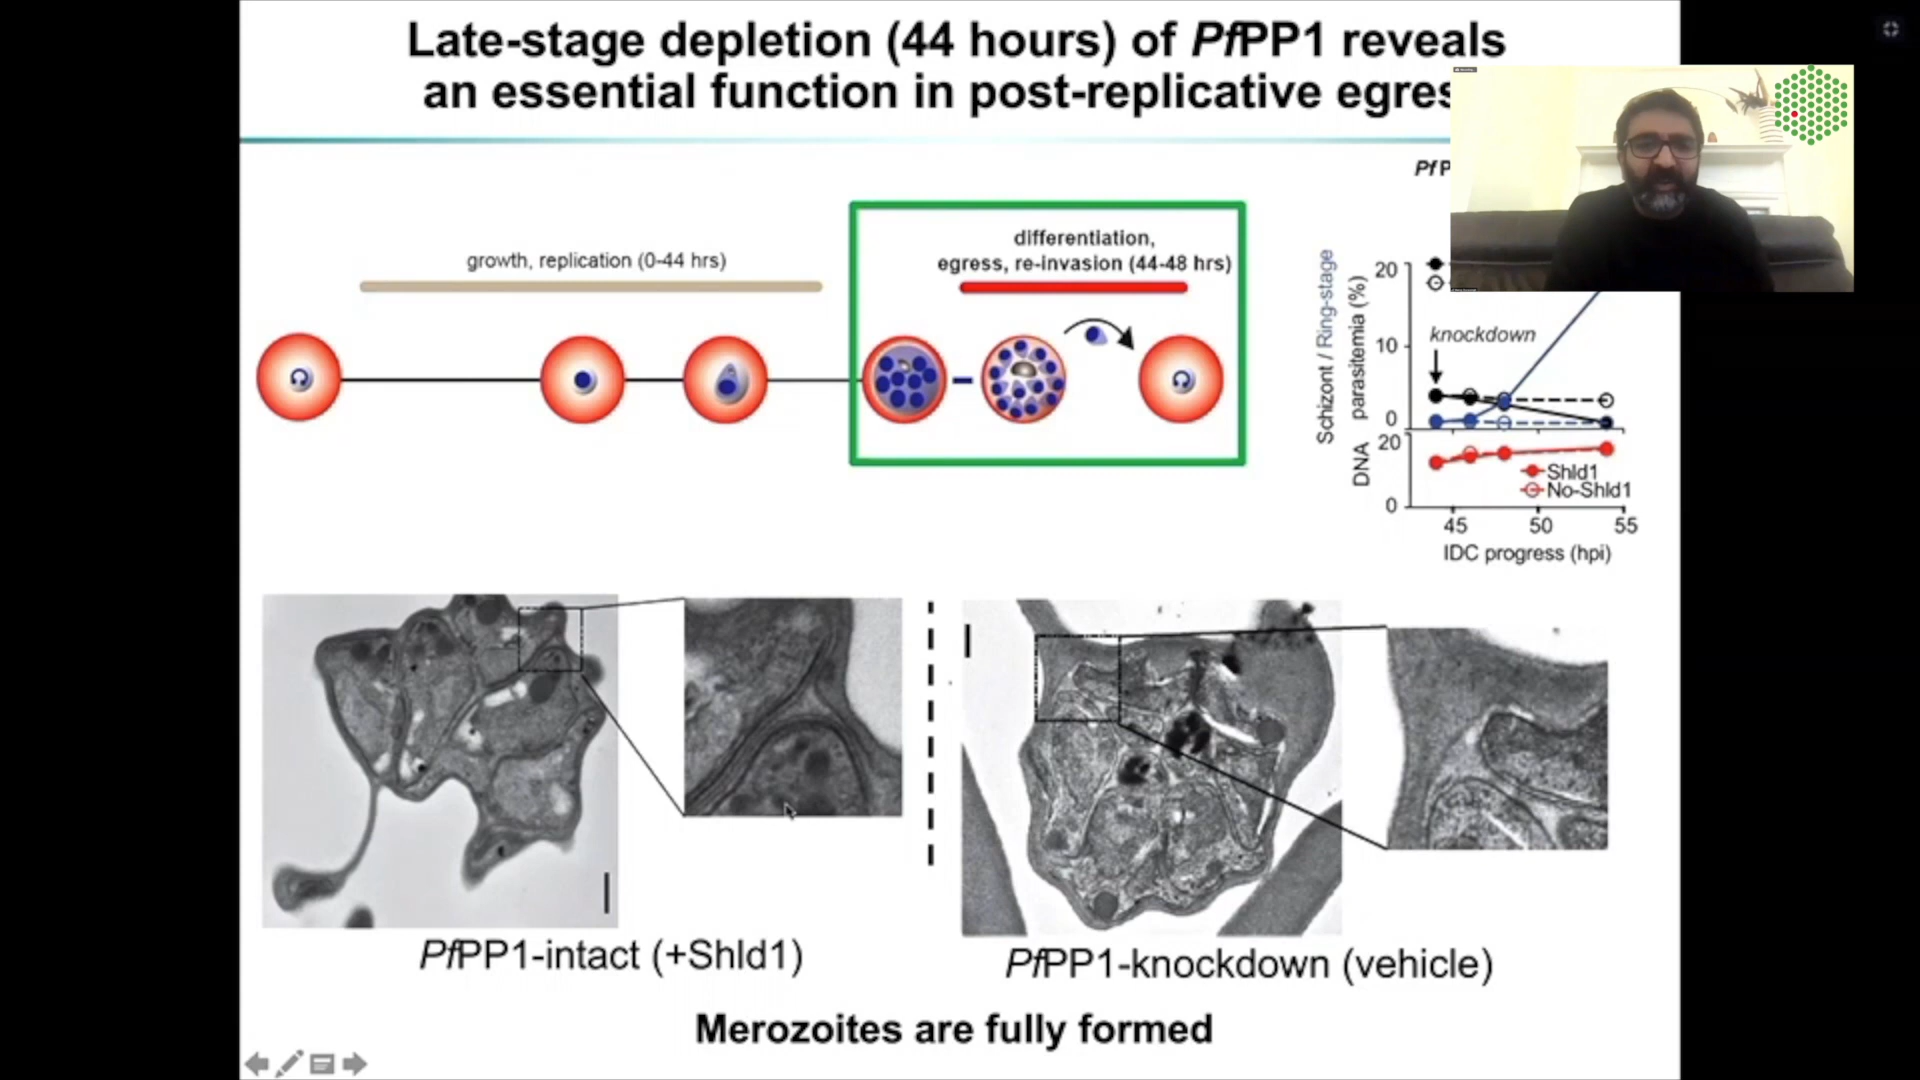 Late-stage depletion (44 hours) of PfPP1 reveals
an essential function in post-replicative egres
growth, replication (0-44 hrs)
differentiation,
egress, re-invasion (44-48 hrs)
Pf P
Schizont / Ring-stage
parasitemia (%)
20
10
0
knockdown
DNA
20
0
Shld1
No-Shld1
45 50 55
IDC progress (hpi)
PfPP1-intact (+Shld1)
PfPP1-knockdown (vehicle)
Merozoites are fully formed